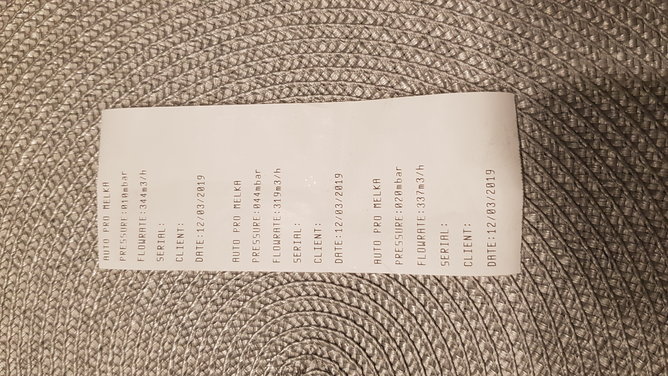 AUTO PRO MELKA
PRESSURE:010mbar
FLOWRATE:344m3/h
SERIAL:
CLIENT:
DATE:12/03/2019
AUTO PRO MELKA
PRESSURE:044mbar
FLOWRATE:319m3/h
SERIAL:
CLIENT:
DATE:12/03/2019
AUTO PRO MELKA
PRESSURE:020mbar
FLOWRATE:337m3/h
SERIAL:
CLIENT:
DATE:12/03/2019